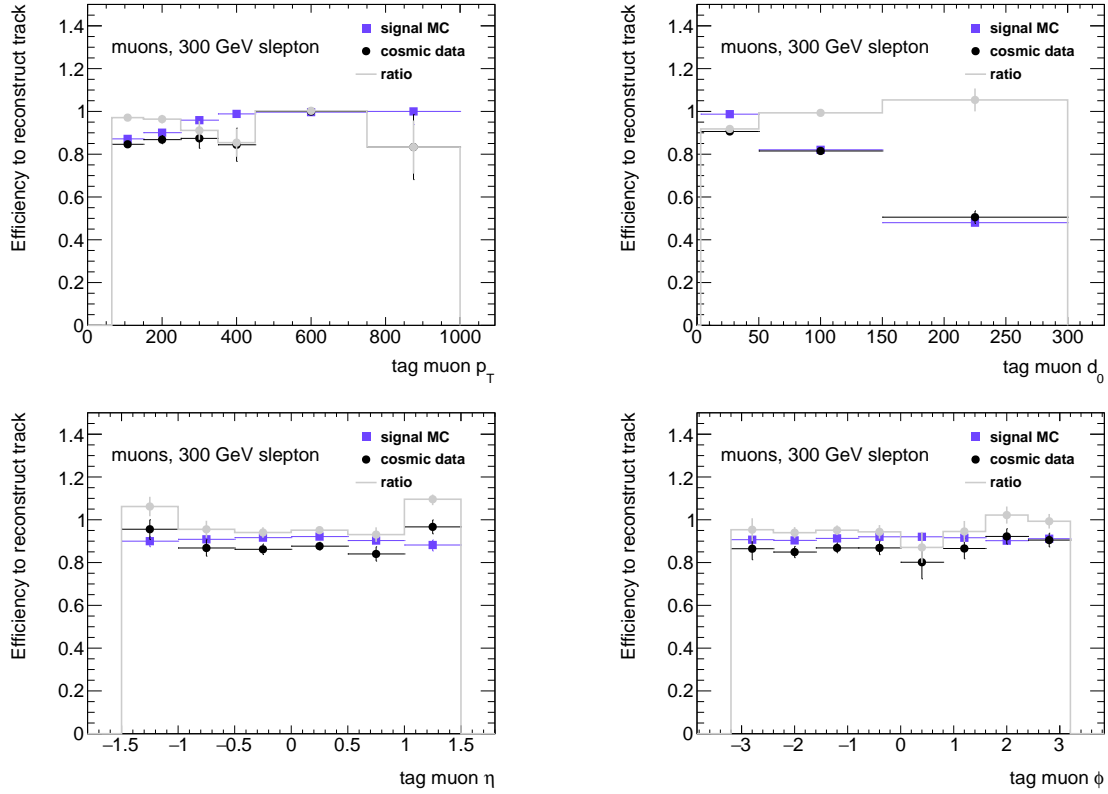 Efficiency to reconstruct track
1.4
1.2
1
0.8
0.6
0.4
0.2
0
muons, 300 GeV slepton
signal MC
cosmic data
ratio
0 200 400 600 800 1000
tag muon p_T
Efficiency to reconstruct track
1.4
1.2
1
0.8
0.6
0.4
0.2
0
muons, 300 GeV slepton
signal MC
cosmic data
ratio
0 50 100 150 200 250 300
tag muon d_0
Efficiency to reconstruct track
1.4
1.2
1
0.8
0.6
0.4
0.2
0
muons, 300 GeV slepton
signal MC
cosmic data
ratio
−1.5 −1 −0.5 0 0.5 1 1.5
tag muon η
Efficiency to reconstruct track
1.4
1.2
1
0.8
0.6
0.4
0.2
0
muons, 300 GeV slepton
signal MC
cosmic data
ratio
−3 −2 −1 0 1 2 3
tag muon ϕ